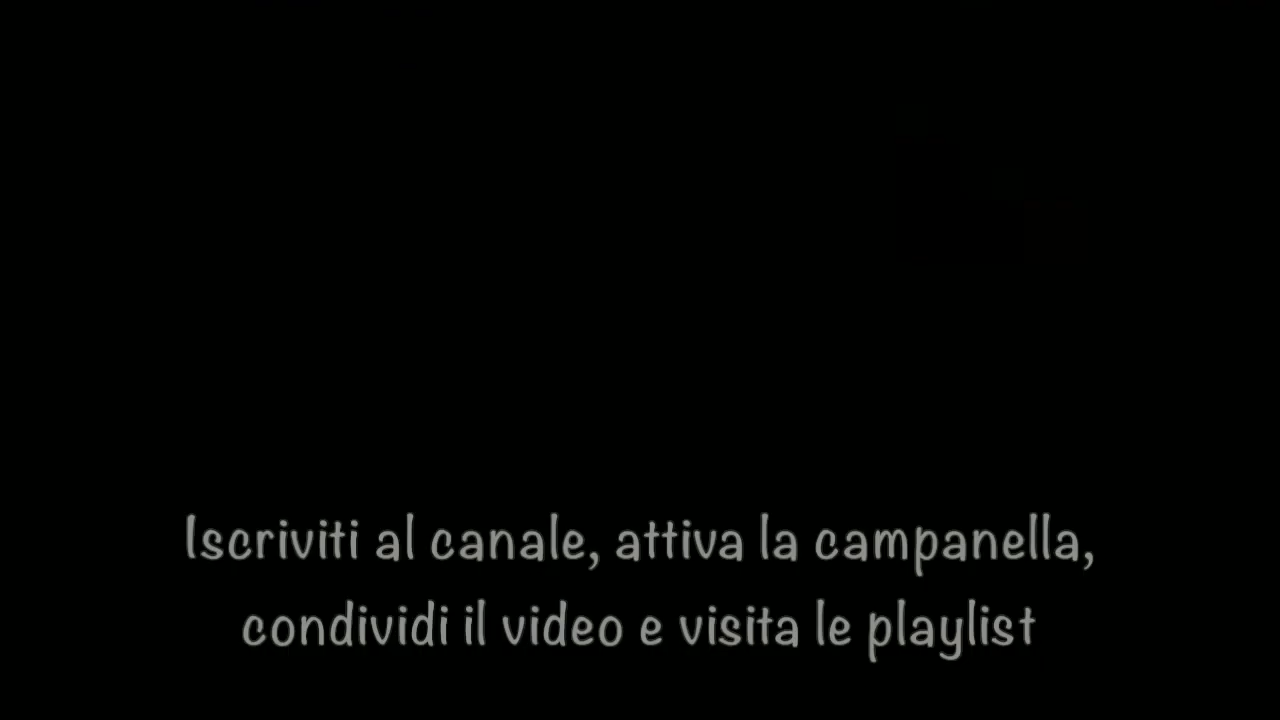 Iscriviti al canale, attiva la campanella,
condividi il video e visita le playlist